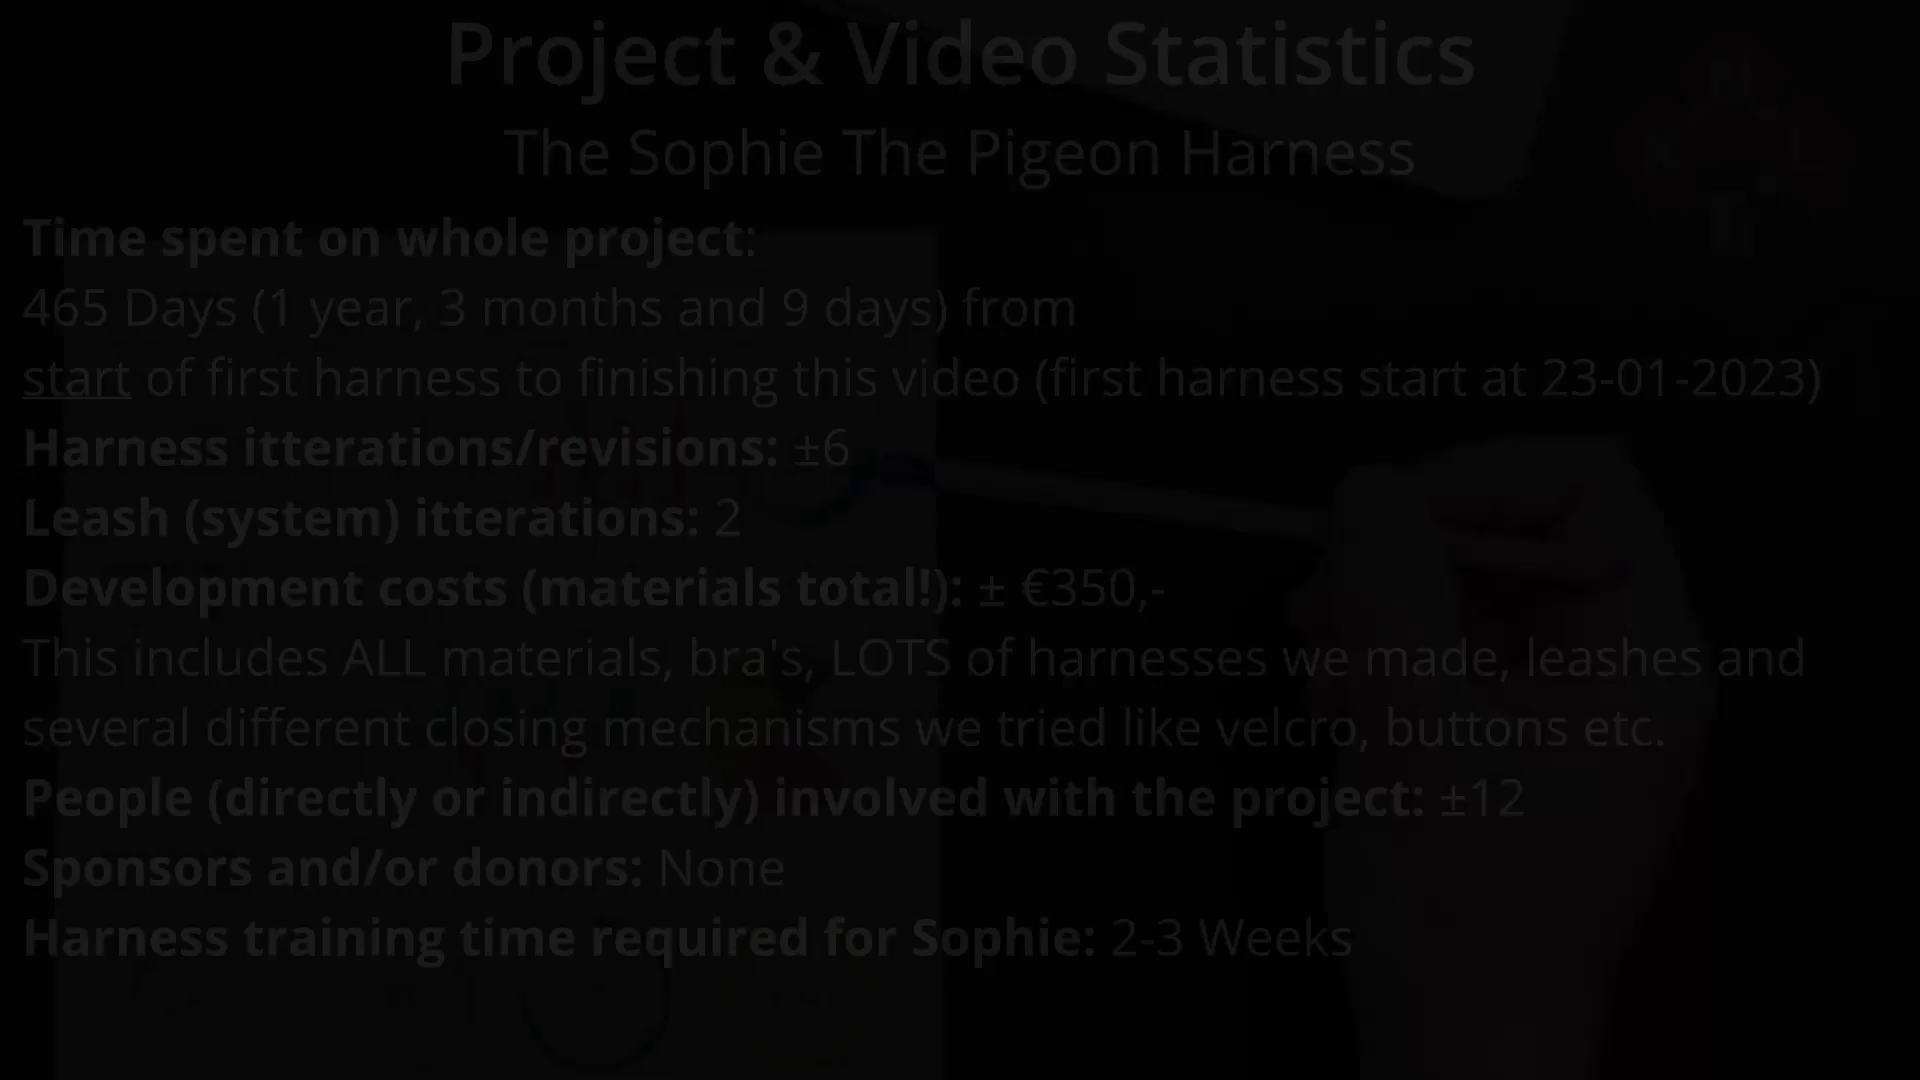 Project & Video Statistics
The Sophie The Pigeon Harness
Time spent on whole project:
465 Days (1 year, 3 months and 9 days) from
start of first harness to finishing this video (first harness start at 23-01-2023)
Harness itterations/revisions: ±6
Leash (system) itterations: 2
Development costs (materials total!): ± €350,-
This includes ALL materials, bra's, LOTS of harnesses we made, leashes and
several different closing mechanisms we tried like velcro, buttons etc.
People (directly or indirectly) involved with the project: ±12
Sponsors and/or donors: None
Harness training time required for Sophie: 2-3 Weeks